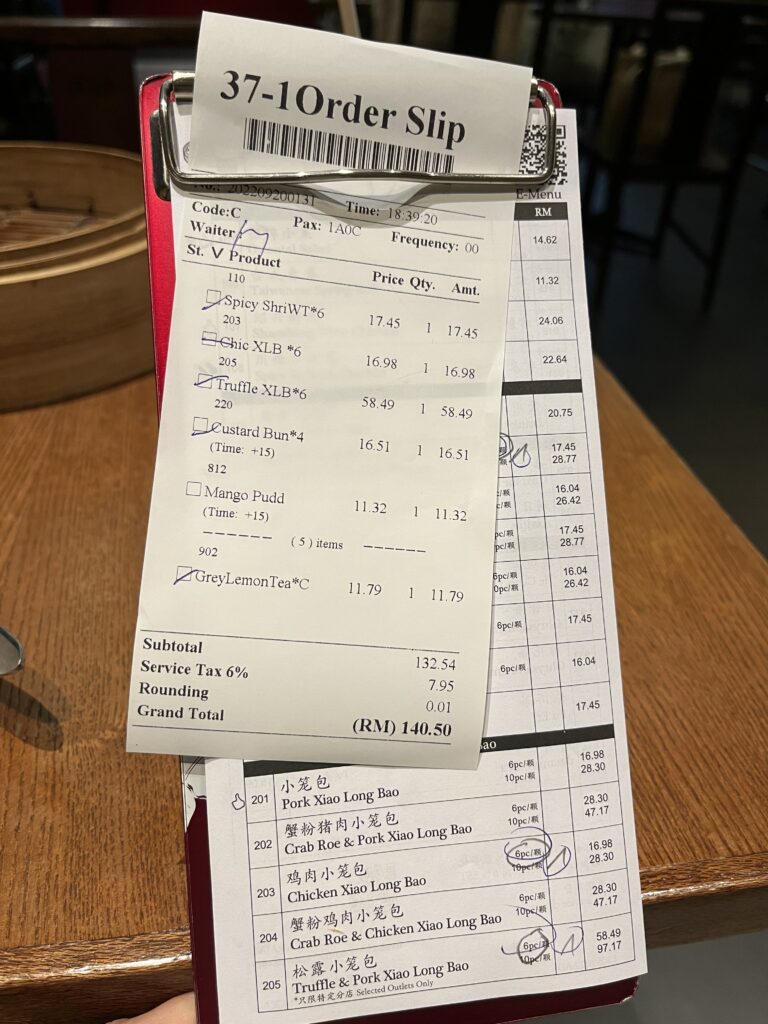 37-1Order Slip
No.: 202209200131 Time: 18:39:20
Code:C Pax: 1A0C Frequency: 00
Waiter:
St. V Product Price Qty. Amt.
110
Spicy ShriWT*6 17.45 1 17.45
203
Chic XLB *6 16.98 1 16.98
205
Truffle XLB*6 58.49 1 58.49
220
Custard Bun*4 16.51 1 16.51
(Time: +15)
812
Mango Pudd 11.32 1 11.32
(Time: +15)
------ ( 5 ) items ------
902
GreyLemonTea*C 11.79 1 11.79
Subtotal 132.54
Service Tax 6% 7.95
Rounding 0.01
Grand Total (RM) 140.50
E-Menu
RM
14.62
11.32
24.06
22.64
20.75
17.45
28.77
16.04
26.42
17.45
28.77
6pc/颗 16.04
26.42
6pc/颗 17.45
6pc/颗 16.04
17.45
Bao
201 小笼包 6pc/颗 16.98
Pork Xiao Long Bao 10pc/颗 28.30
202 蟹粉猪肉小笼包 6pc/颗 28.30
Crab Roe & Pork Xiao Long Bao 10pc/颗 47.17
203 鸡肉小笼包 6pc/颗 1 16.98
Chicken Xiao Long Bao 10pc/颗 28.30
204 蟹粉鸡肉小笼包 6pc/颗 28.30
Crab Roe & Chicken Xiao Long Bao 10pc/颗 47.17
205 松露小笼包 6pc/颗 1 58.49
Truffle & Pork Xiao Long Bao 10pc/颗 97.17
*只限特定分店 Selected Outlets Only